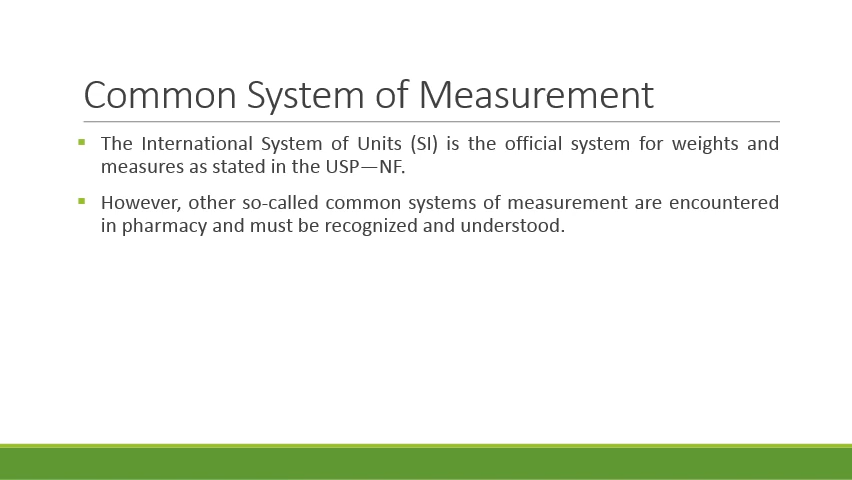 Common System of Measurement
▪ The International System of Units (SI) is the official system for weights and
measures as stated in the USP—NF.
▪ However, other so-called common systems of measurement are encountered
in pharmacy and must be recognized and understood.